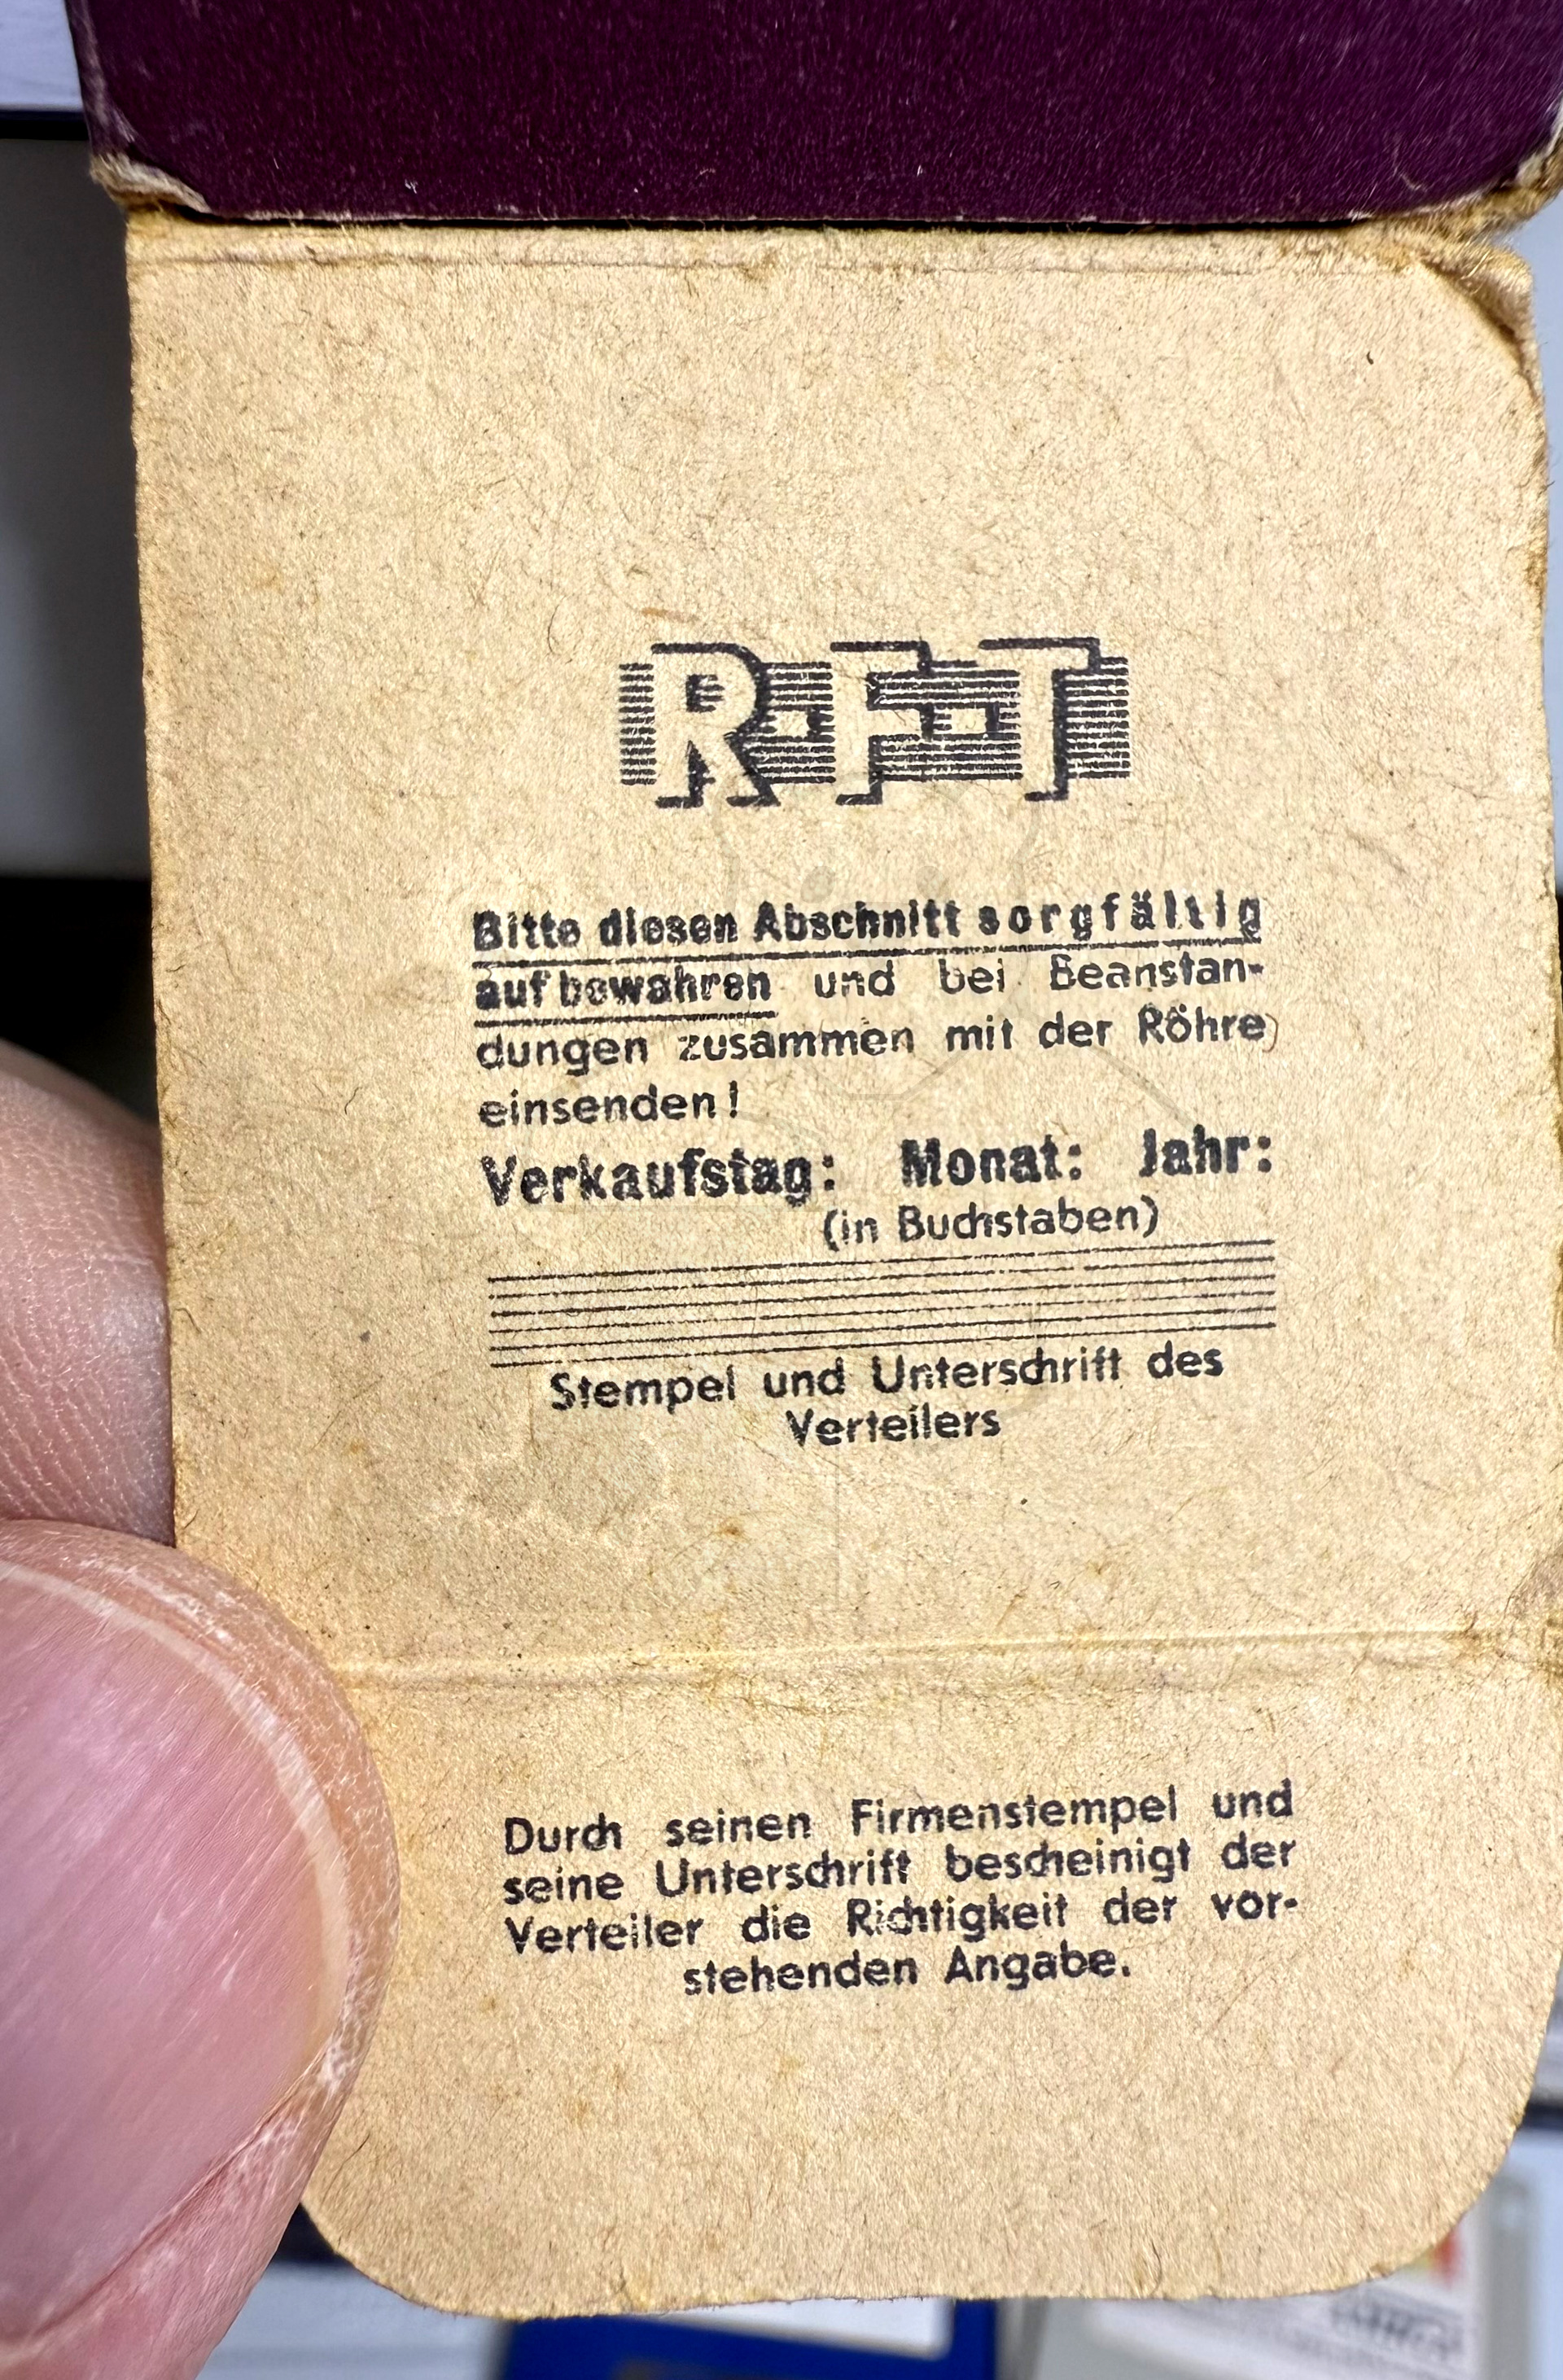 RFT
Bitte diesen Abschnitt sorgfältig
aufbewahren und bei Beanstan-
dungen zusammen mit der Röhre
einsenden!
Verkaufstag: Monat: Jahr:
(in Buchstaben)
Stempel und Unterschrift des
Verteilers
Durch seinen Firmenstempel und
seine Unterschrift bescheinigt der
Verteiler die Richtigkeit der vor-
stehenden Angabe.